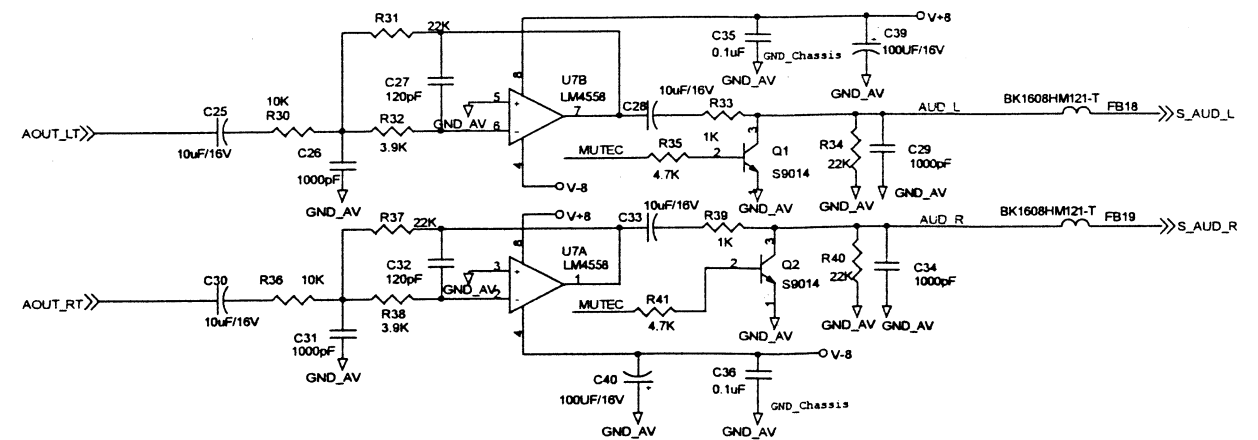 R31
22K
C35
0.1uF
GND_Chassis
GND_AV
V+8
C39
100UF/16V
+
GND_AV
C27
120pF
8
U7B
LM4558
5
+
GND_AV
6
-
7
4
C28
10uF/16V
R33
1K
AUD_L
BK1608HM121-T
FB18
S_AUD_L
AOUT_LT
C25
10uF/16V
10K
R30
R32
3.9K
C26
1000pF
GND_AV
MUTEC
R35
4.7K
2
3
1
Q1
S9014
GND_AV
R34
22K
GND_AV
C29
1000pF
GND_AV
V-8
R37
22K
V+8
8
C33
10uF/16V
R39
1K
AUD_R
BK1608HM121-T
FB19
S_AUD_R
C32
120pF
U7A
LM4558
3
+
GND_AV
2
-
1
4
AOUT_RT
C30
10uF/16V
R36
10K
R38
3.9K
C31
1000pF
GND_AV
MUTEC
R41
4.7K
2
3
1
Q2
S9014
GND_AV
R40
22K
GND_AV
C34
1000pF
GND_AV
V-8
C40
100UF/16V
+
GND_AV
C36
0.1uF
GND_Chassis
GND_AV